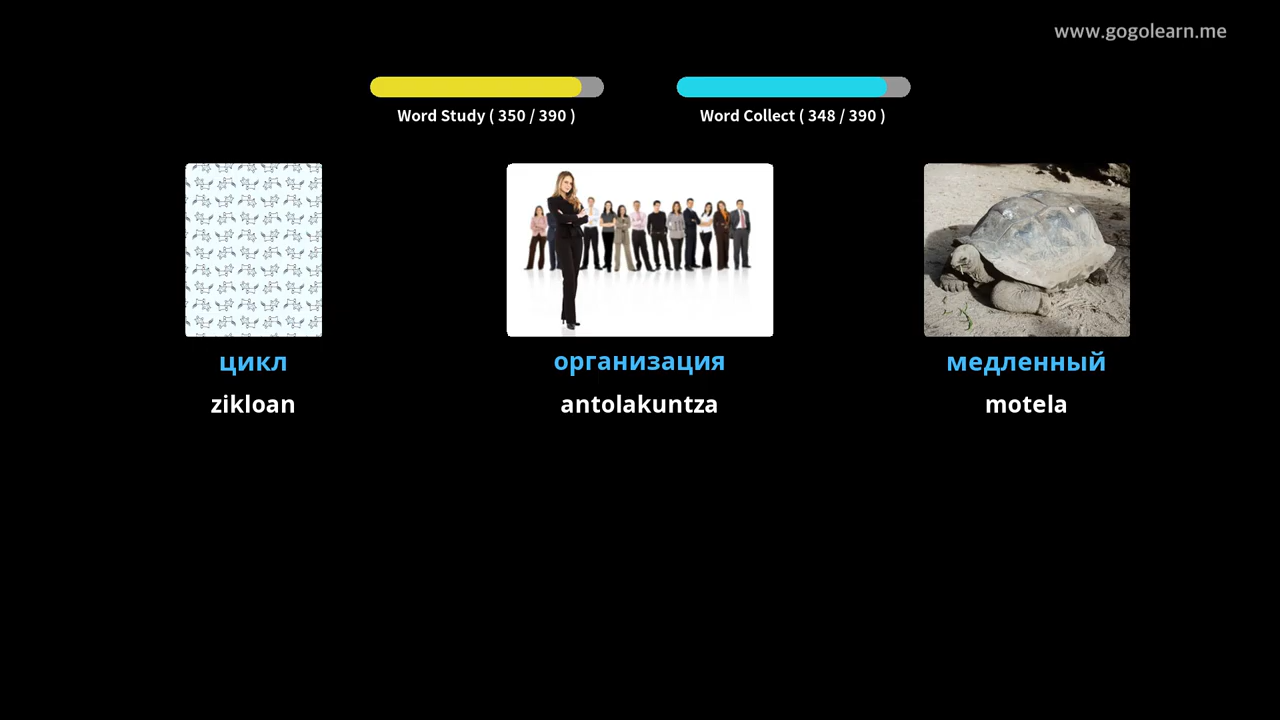 www.gogolearn.me
Word Study ( 350 / 390 )
Word Collect ( 348 / 390 )
цикл
организация
медленный
zikloan
antolakuntza
motela